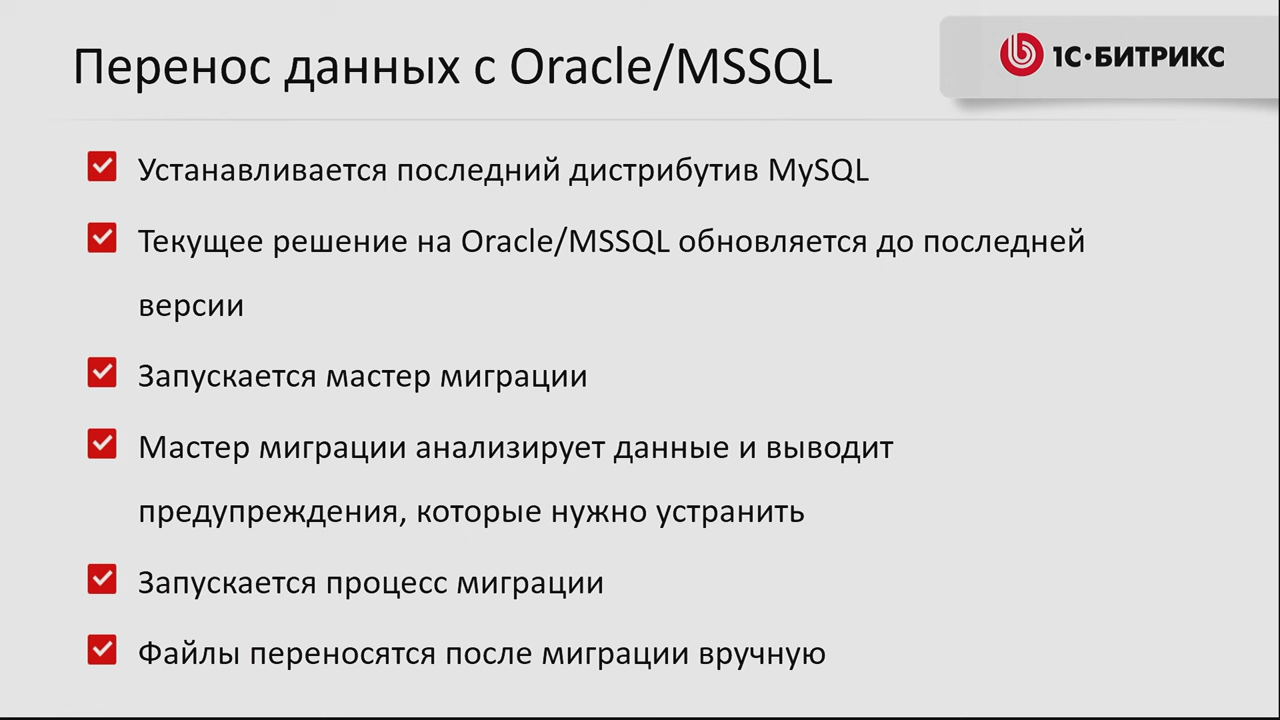 Перенос данных с Oracle/MSSQL
1С·БИТРИКС
Устанавливается последний дистрибутив MySQL
Текущее решение на Oracle/MSSQL обновляется до последней
версии
Запускается мастер миграции
Мастер миграции анализирует данные и выводит
предупреждения, которые нужно устранить
Запускается процесс миграции
Файлы переносятся после миграции вручную